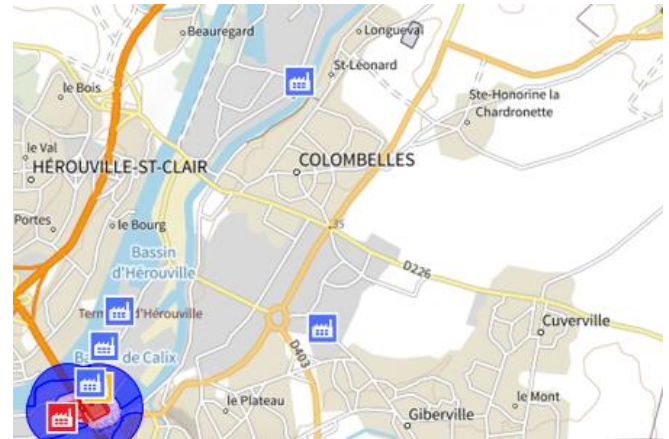 Beauregard
Longueval
St-Léonard
le Bois
Ste-Honorine la
Chardronette
le Val
HÉROUVILLE-ST-CLAIR
COLOMBELLES
Portes
le Bourg
35
Bassin
d'Hérouville
D226
d'Hérouville
Cuverville
de Calix
D403
le Plateau
le Mont
Giberville